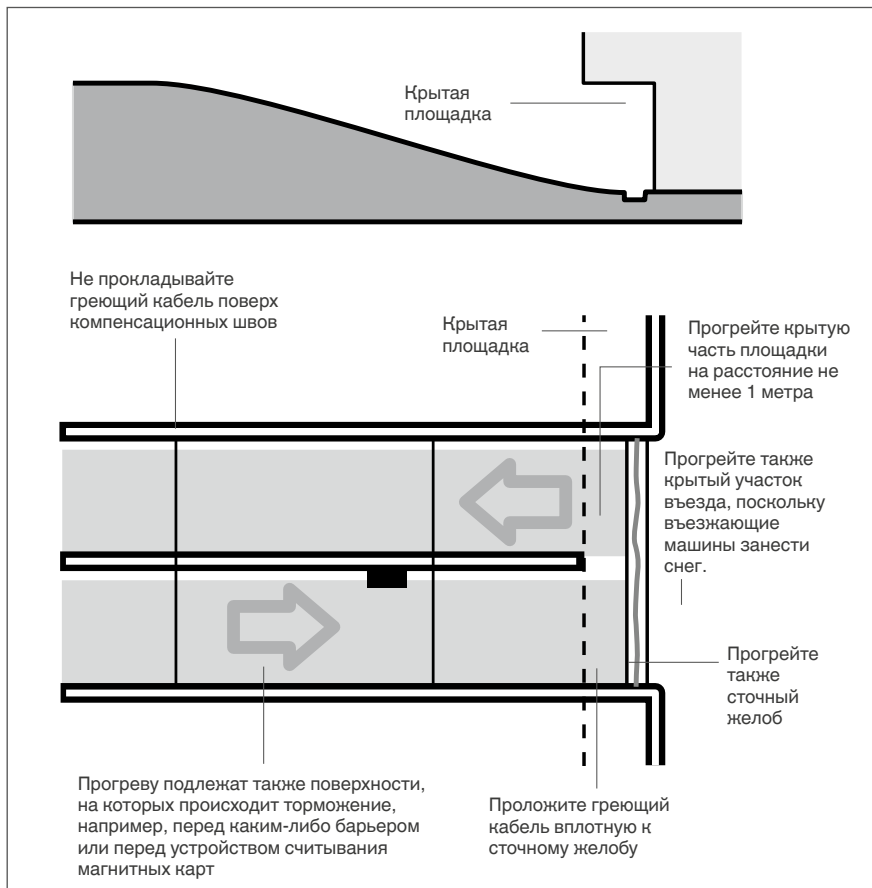 Крытая
площадка
Не прокладывайте
греющий кабель поверх
компенсационных швов
Крытая
площадка
Прогрейте крытую
часть площадки
на расстояние не
менее 1 метра
Прогрейте также
крытый участок
въезда, поскольку
въезжающие
машины занести
снег.
Прогрейте
также
сточный
желоб
Прогреву подлежат также поверхности,
на которых происходит торможение,
например, перед каким-либо барьером
или перед устройством считывания
магнитных карт
Проложите греющий
кабель вплотную к
сточному желобу